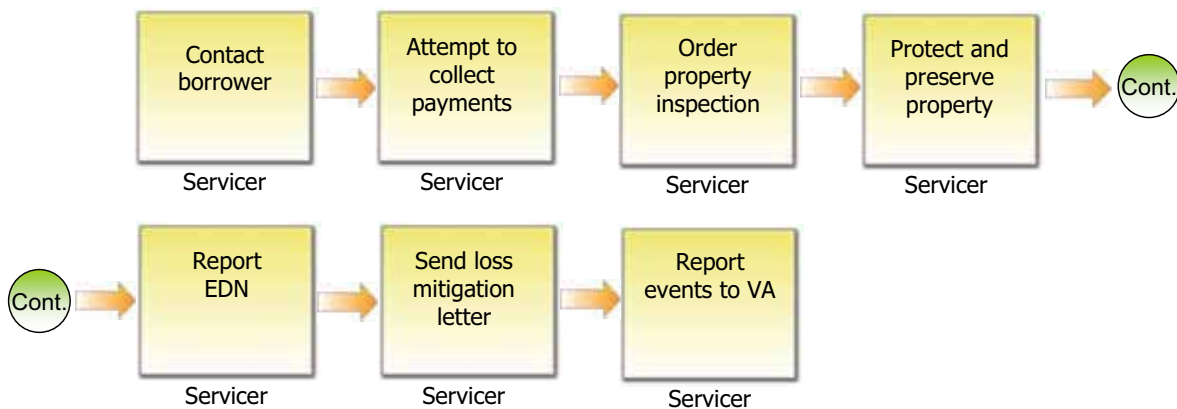 Contact
borrower
Servicer
Attempt to
collect
payments
Servicer
Order
property
inspection
Servicer
Protect and
preserve
property
Servicer
Cont.
Cont.
Report
EDN
Servicer
Send loss
mitigation
letter
Servicer
Report
events to VA
Servicer